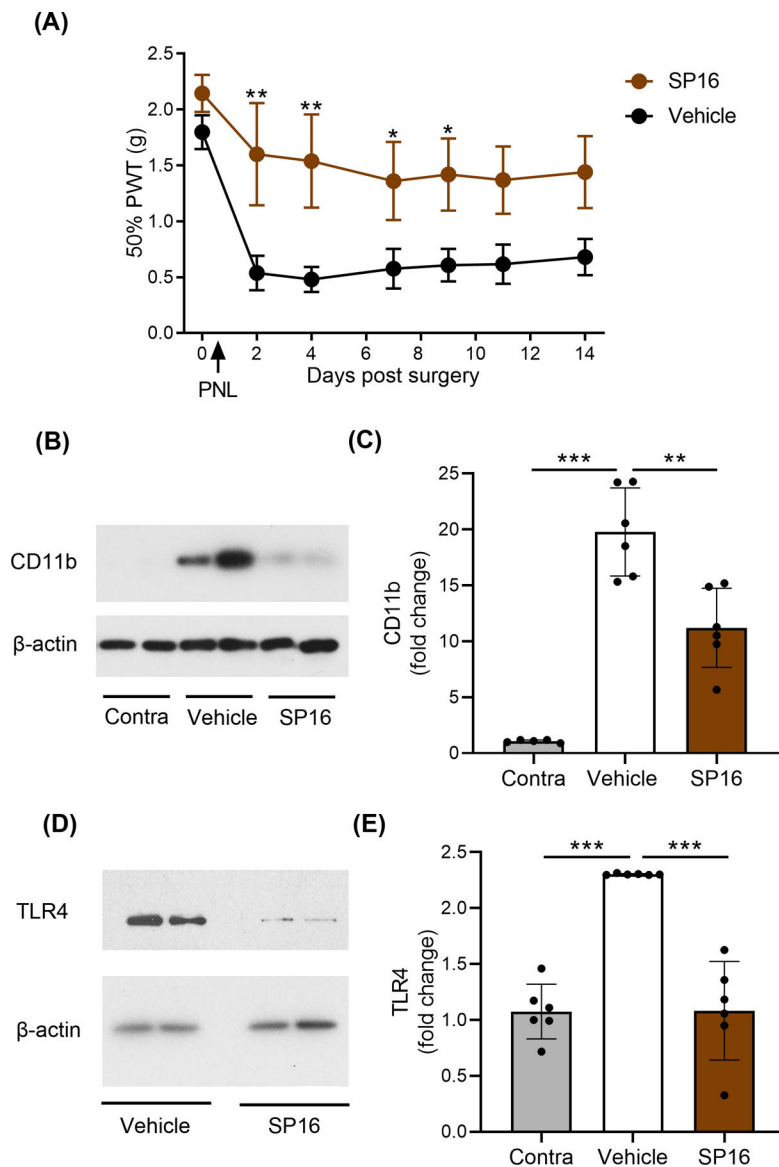 (A)
2.5
2.0
1.5
1.0
0.5
0.0
50% PWT (g)
** ** * *
SP16
Vehicle
0 2 4 6 8 10 12 14
PNL
Days post surgery
(B)
CD11b
β-actin
Contra Vehicle SP16
(C)
*** **
25
20
15
10
5
0
CD11b
(fold change)
Contra Vehicle SP16
(D)
TLR4
β-actin
Vehicle SP16
(E)
*** ***
2.5
2.0
1.5
1.0
0.5
0.0
TLR4
(fold change)
Contra Vehicle SP16